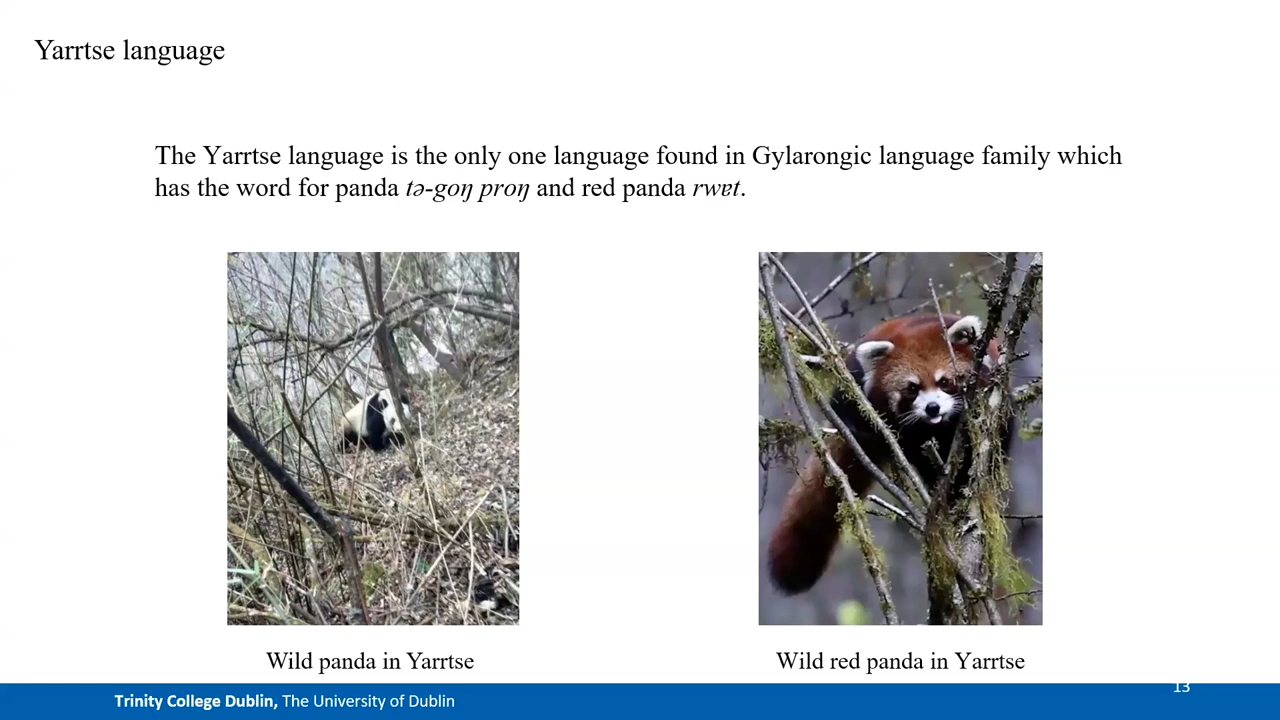 Yarrtse language
The Yarrtse language is the only one language found in Gylarongic language family which
has the word for panda tə-goŋ proŋ and red panda rwɐt.
Wild panda in Yarrtse
Wild red panda in Yarrtse
13
Trinity College Dublin, The University of Dublin